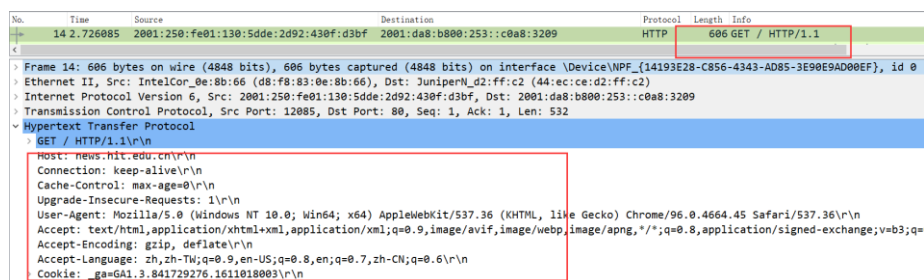 No. Time Source Destination Protocol Length Info
14 2.726085 2001:250:fe01:130:5dde:2d92:430f:d3bf 2001:da8:b800:253::c0a8:3209 HTTP 606 GET / HTTP/1.1
Frame 14: 606 bytes on wire (4848 bits), 606 bytes captured (4848 bits) on interface \Device\NPF_{14193E28-C856-4343-AD85-3E90E9AD00EF}, id 0
Ethernet II, Src: IntelCor_0e:8b:66 (d8:f8:83:0e:8b:66), Dst: JuniperN_d2:ff:c2 (44:ec:ce:d2:ff:c2)
Internet Protocol Version 6, Src: 2001:250:fe01:130:5dde:2d92:430f:d3bf, Dst: 2001:da8:b800:253::c0a8:3209
Transmission Control Protocol, Src Port: 12085, Dst Port: 80, Seq: 1, Ack: 1, Len: 532
Hypertext Transfer Protocol
GET / HTTP/1.1\r\n
Host: news.hit.edu.cn\r\n
Connection: keep-alive\r\n
Cache-Control: max-age=0\r\n
Upgrade-Insecure-Requests: 1\r\n
User-Agent: Mozilla/5.0 (Windows NT 10.0; Win64; x64) AppleWebKit/537.36 (KHTML, like Gecko) Chrome/96.0.4664.45 Safari/537.36\r\n
Accept: text/html,application/xhtml+xml,application/xml;q=0.9,image/avif,image/webp,image/apng,*/*;q=0.8,application/signed-exchange;v=b3;q=
Accept-Encoding: gzip, deflate\r\n
Accept-Language: zh,zh-TW;q=0.9,en-US;q=0.8,en;q=0.7,zh-CN;q=0.6\r\n
Cookie: _ga=GA1.3.841729276.1611018003\r\n